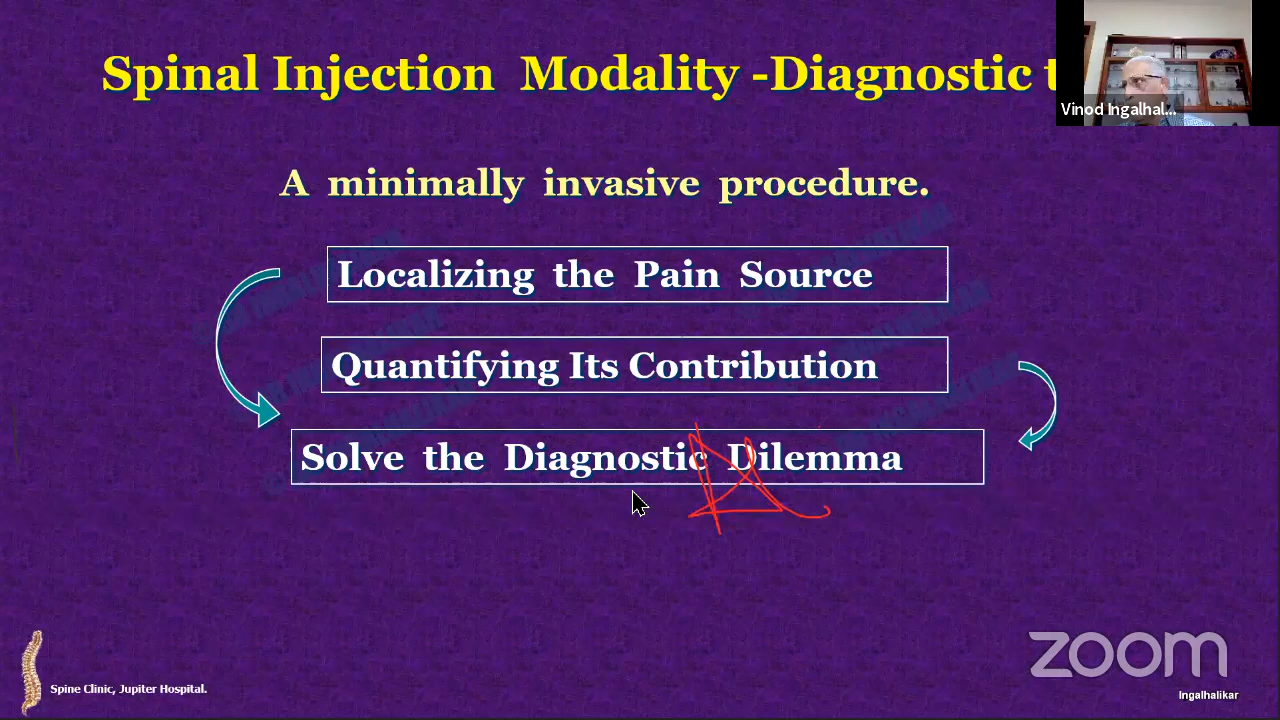 Spinal Injection Modality -Diagnostic t
Vinod Ingalhal...
A minimally invasive procedure.
Localizing the Pain Source
Quantifying Its Contribution
Solve the Diagnostic Dilemma
zoom
Spine Clinic, Jupiter Hospital.
Ingalhalikar